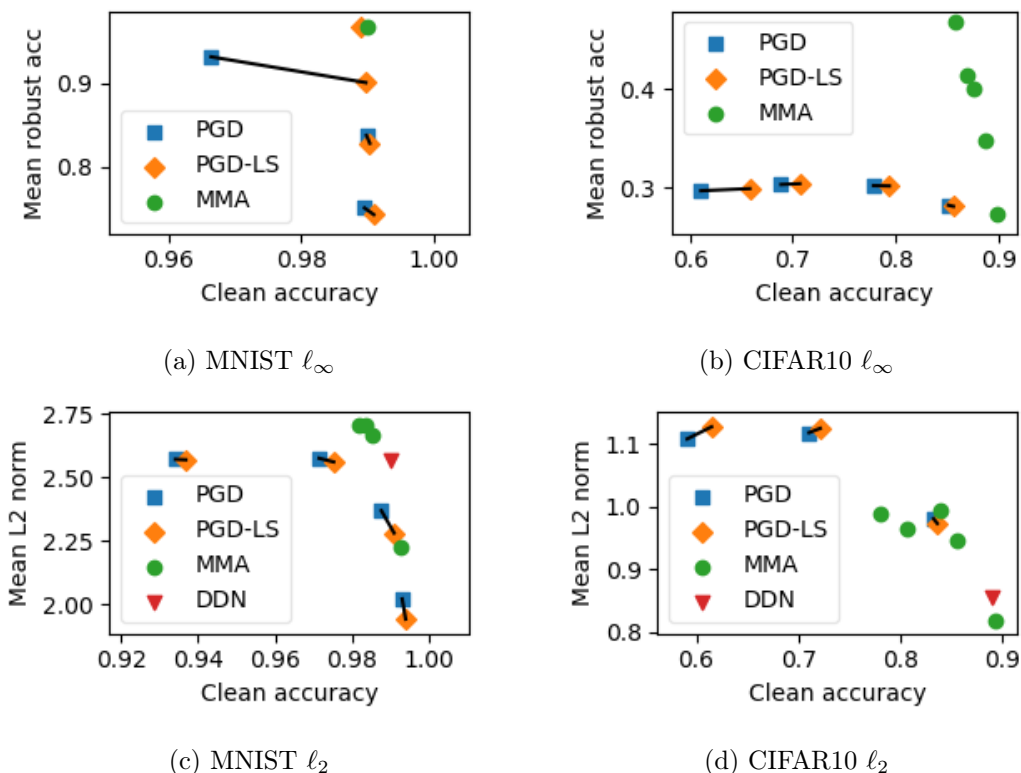 Mean robust acc
0.9
0.8
PGD
PGD-LS
MMA
0.96 0.98 1.00
Clean accuracy
(a) MNIST ℓ∞
Mean robust acc
0.4
0.3
PGD
PGD-LS
MMA
0.6 0.7 0.8 0.9
Clean accuracy
(b) CIFAR10 ℓ∞
Mean L2 norm
2.75
2.50
2.25
2.00
PGD
PGD-LS
MMA
DDN
0.92 0.94 0.96 0.98 1.00
Clean accuracy
(c) MNIST ℓ2
Mean L2 norm
1.1
1.0
0.9
0.8
PGD
PGD-LS
MMA
DDN
0.6 0.7 0.8 0.9
Clean accuracy
(d) CIFAR10 ℓ2